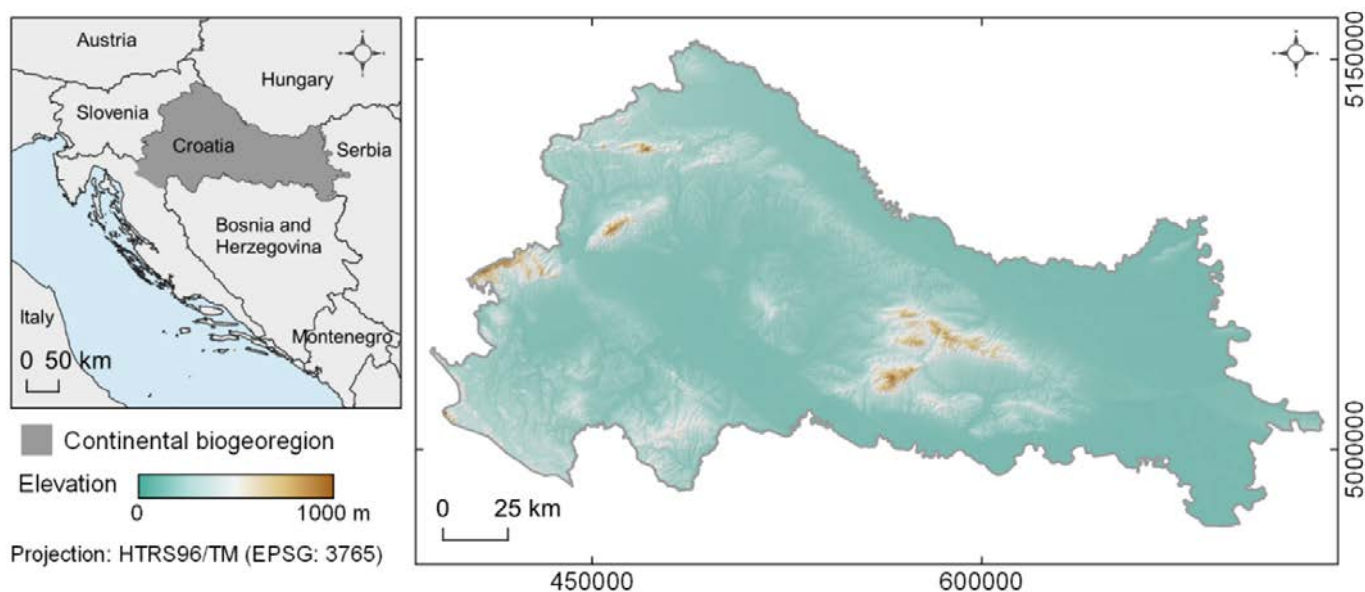 Austria
Hungary
Slovenia
Croatia
Serbia
Bosnia and
Herzegovina
Italy
Montenegro
0 50 km
Continental biogeoregion
Elevation
0 1000 m
Projection: HTRS96/TM (EPSG: 3765)
0 25 km
5150000
5000000
450000 600000